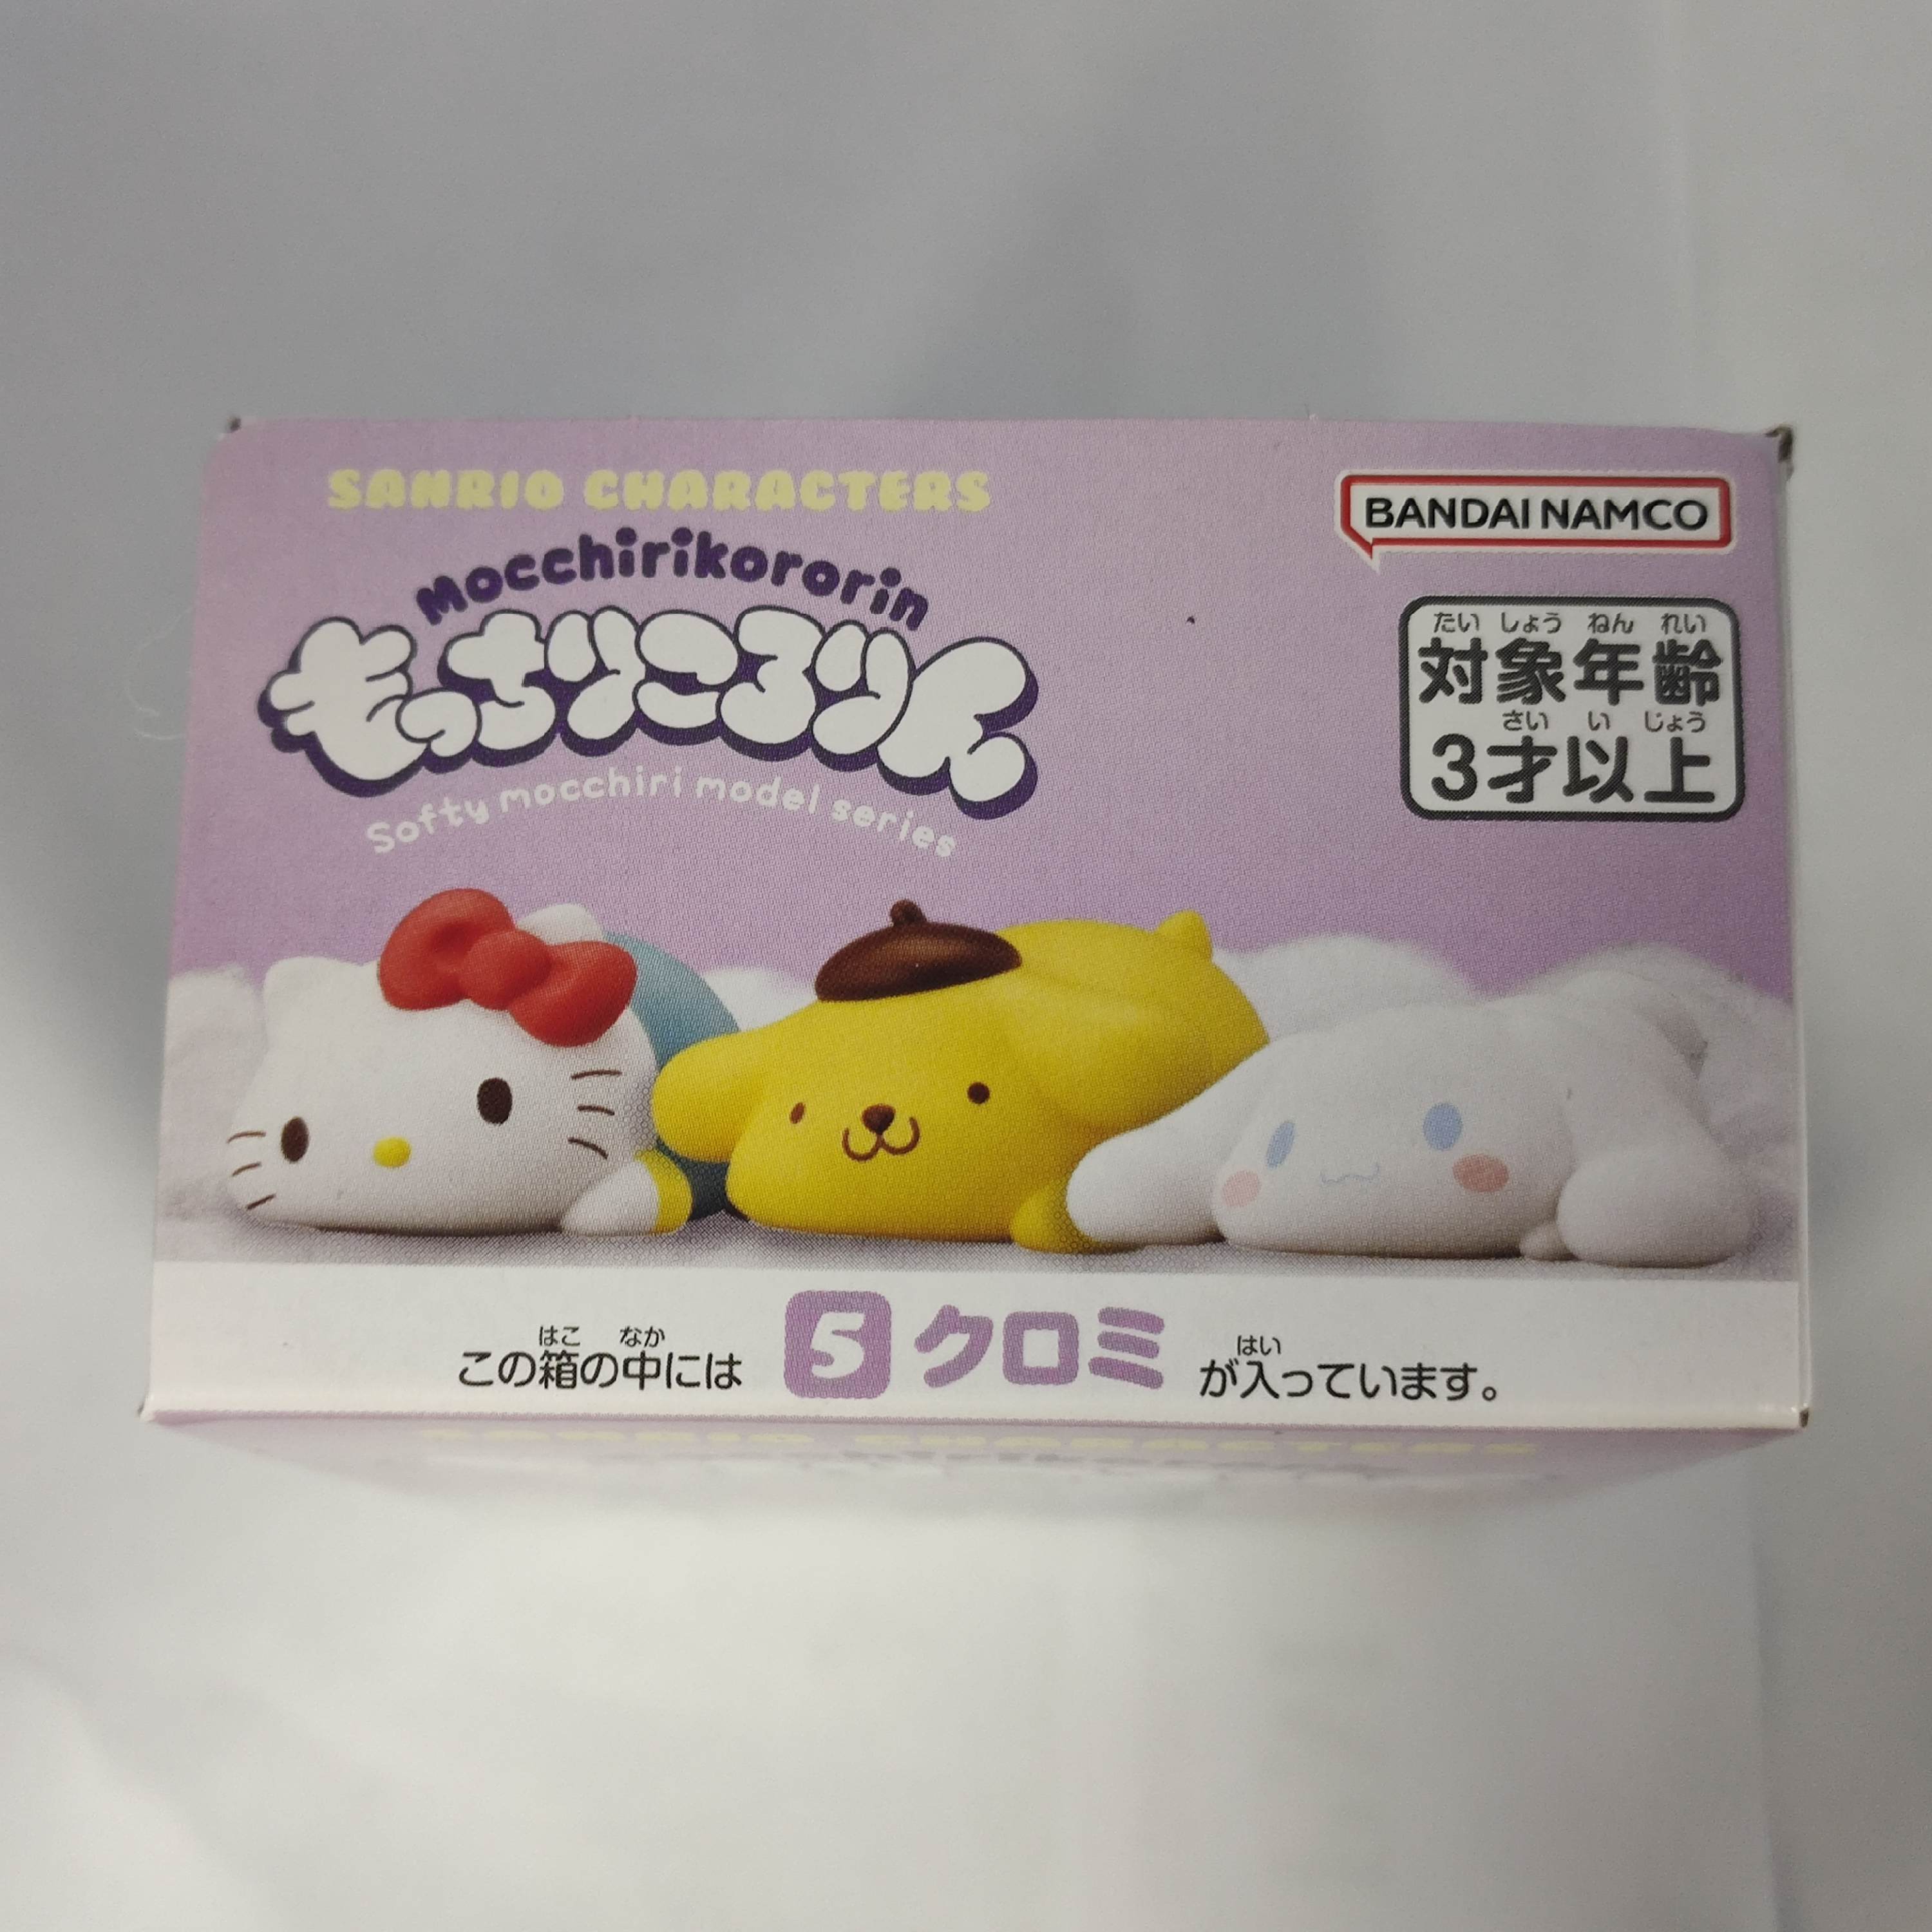 SANRIO CHARACTERS
BANDAI NAMCO
Mocchirikororin
もっちりころりん
Softy mocchiri model series
たいしょうねんれい
対象年齢
さいいじょう
3才以上
はこ なか はい
この箱の中には 5 クロミ が入っています。
SANRIO CHARACTERS